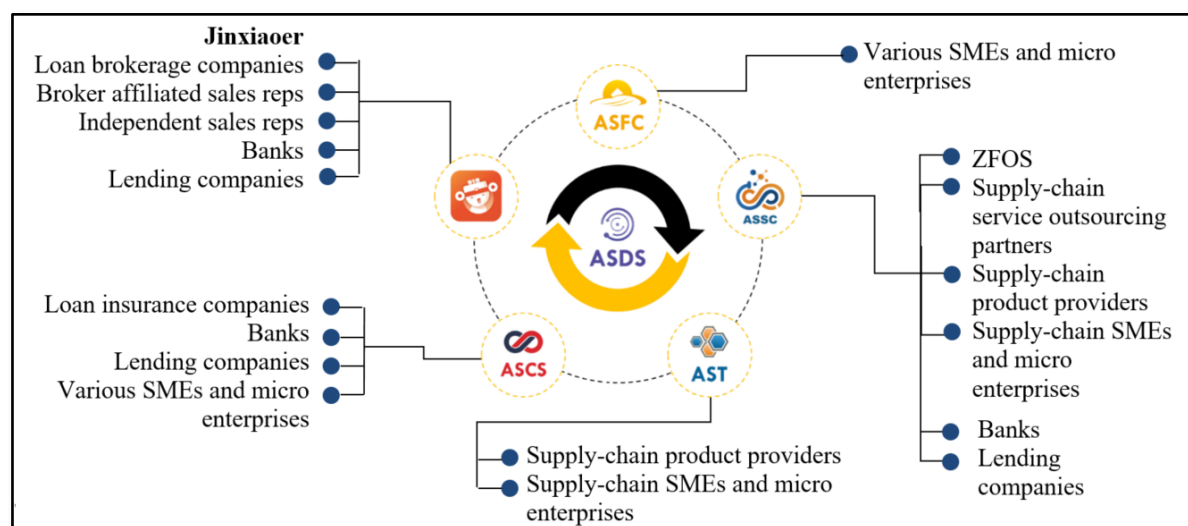 Jinxiaoer
Loan brokerage companies
Broker affiliated sales reps
Independent sales reps
Banks
Lending companies
ASFC
Various SMEs and micro
enterprises
ASSC
ZFOS
Supply-chain
service outsourcing
partners
Supply-chain
product providers
Supply-chain SMEs
and micro
enterprises
Banks
Lending
companies
ASDS
Loan insurance companies
Banks
Lending companies
Various SMEs and micro
enterprises
ASCS
AST
Supply-chain product providers
Supply-chain SMEs and micro
enterprises